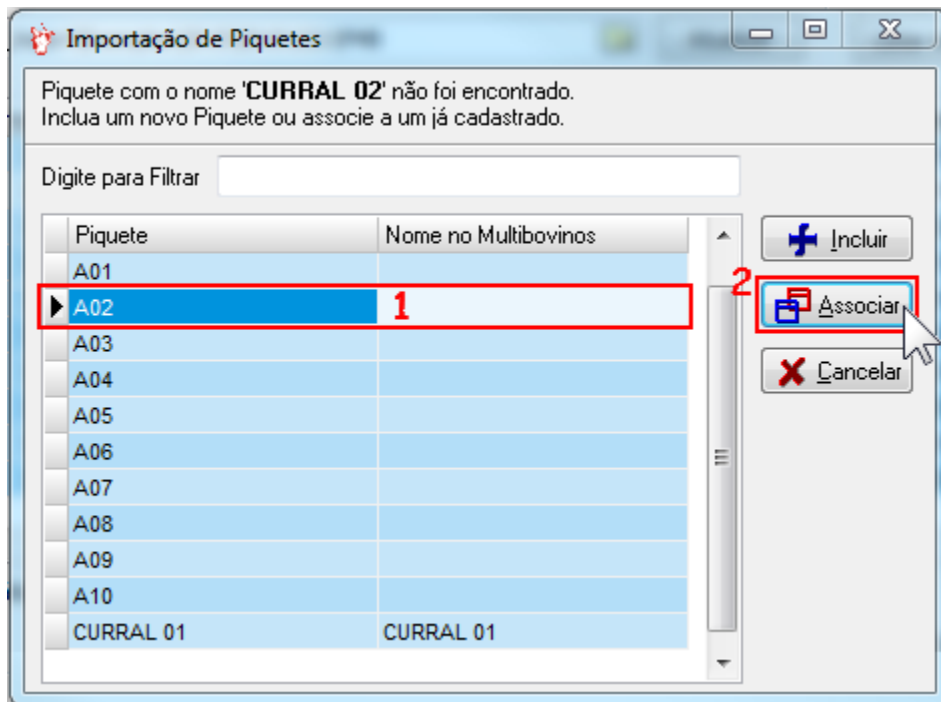 Importação de Piquetes
Piquete com o nome 'CURRAL 02' não foi encontrado.
Inclua um novo Piquete ou associe a um já cadastrado.
Digite para Filtrar
Piquete Nome no Multibovinos
A01
A02 1
A03
A04
A05
A06
A07
A08
A09
A10
CURRAL 01 CURRAL 01
Incluir
2 Associar
Cancelar